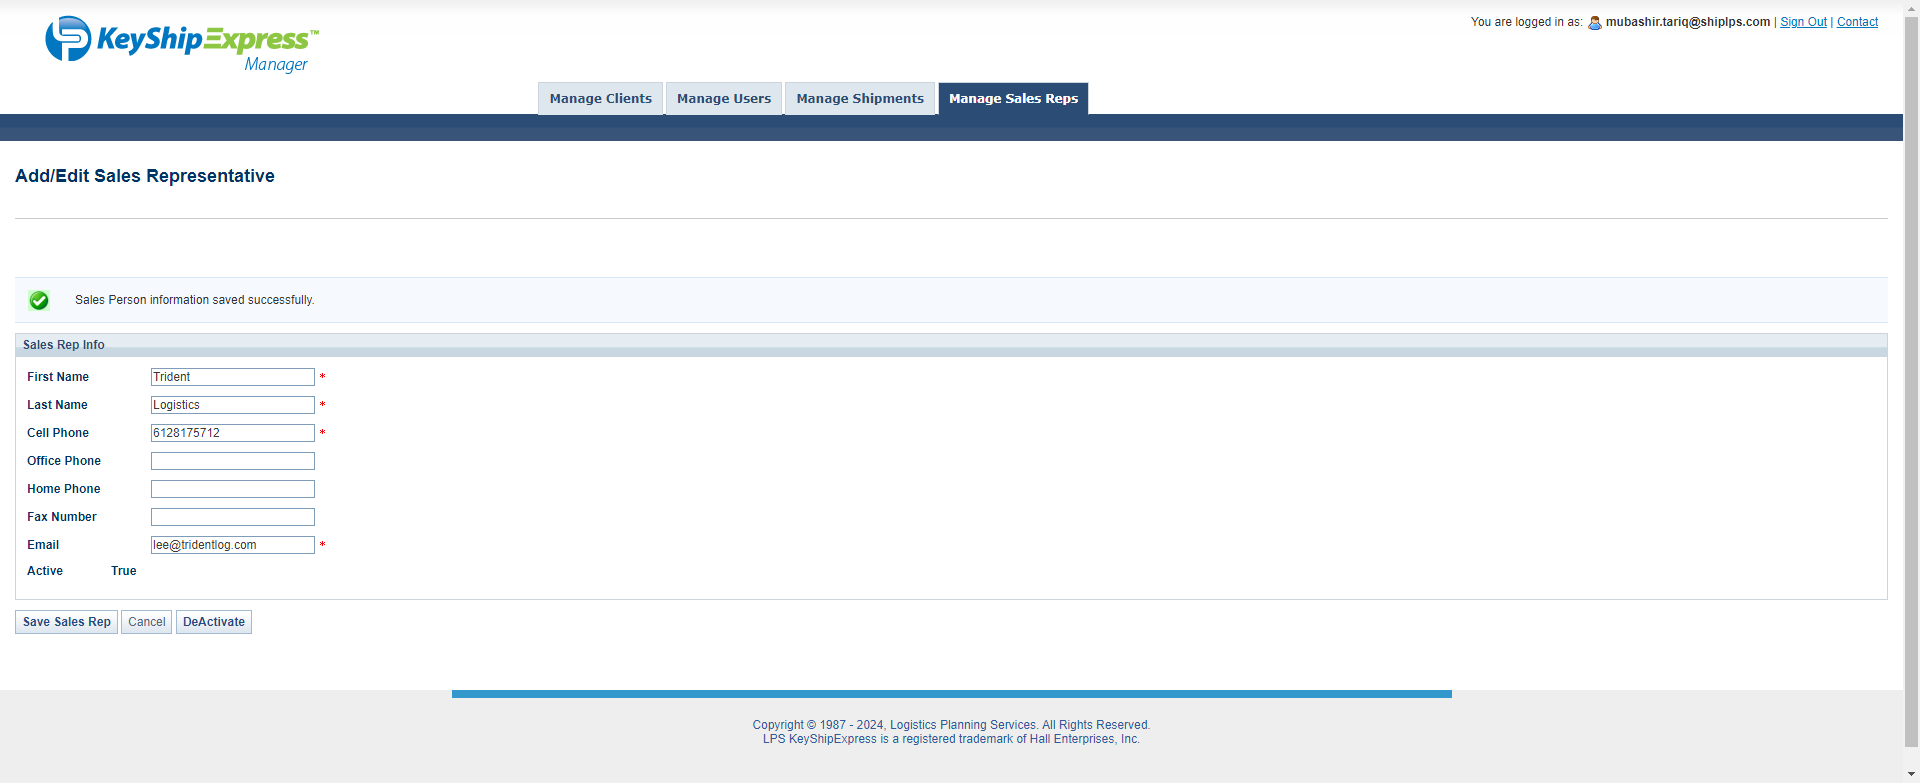 You are logged in as: mubashir.tariq@shiplps.com | Sign Out | Contact
KeyShipExpress™
Manager
Manage Clients Manage Users Manage Shipments Manage Sales Reps
Add/Edit Sales Representative
Sales Person information saved successfully.
Sales Rep Info
First Name Trident *
Last Name Logistics *
Cell Phone 6128175712 *
Office Phone
Home Phone
Fax Number
Email lee@tridentlog.com *
Active True
Save Sales Rep Cancel DeActivate
Copyright © 1987 - 2024, Logistics Planning Services. All Rights Reserved.
LPS KeyShipExpress is a registered trademark of Hall Enterprises, Inc.